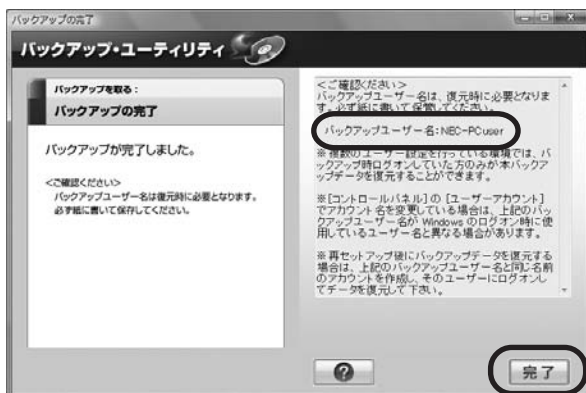 バックアップの完了
バックアップ・ユーティリティ
バックアップを取る:
バックアップの完了
バックアップが完了しました。
<ご確認ください>
バックアップユーザー名は復元時に必要となります。
必ず紙に書いて保存してください。
<ご確認ください>
バックアップユーザー名は、復元時に必要となりま
す。必ず紙に書いて保管してください。
バックアップユーザー名:NEC-PCuser
※複数のユーザー設定を行っている環境では、バ
ックアップ時ログオンしていた方のみが本バックア
ップデータを復元することができます。
※[コントロールパネル]の[ユーザーアカウント]
でアカウント名を変更している場合は、上記のバッ
クアップユーザー名が Windows のログオン時に使
用しているユーザー名と異なる場合があります。
※再セットアップ後にバックアップデータを復元する
場合は、上記のバックアップユーザー名と同じ名前
のアカウントを作成し、そのユーザーにログオンし
てデータを復元して下さい。
?
完了